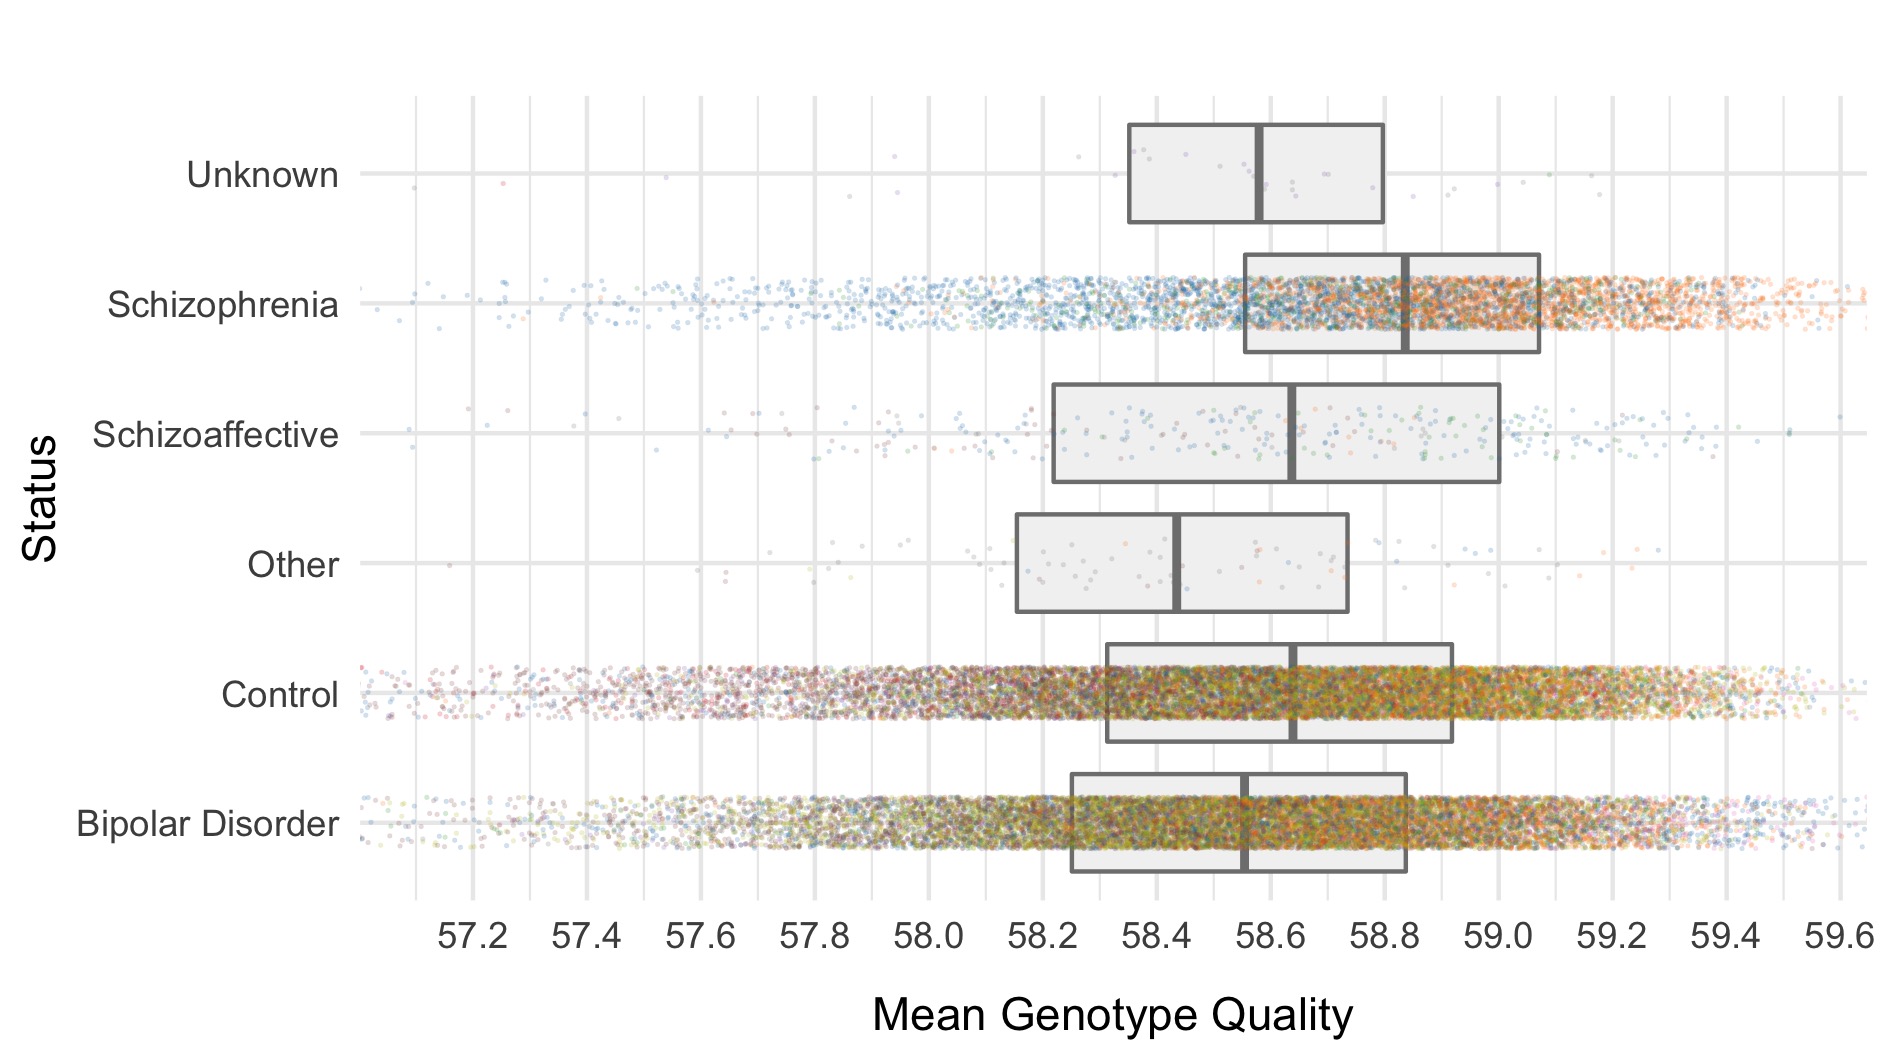 Status
Unknown
Schizophrenia
Schizoaffective
Other
Control
Bipolar Disorder
57.2 57.4 57.6 57.8 58.0 58.2 58.4 58.6 58.8 59.0 59.2 59.4 59.6
Mean Genotype Quality